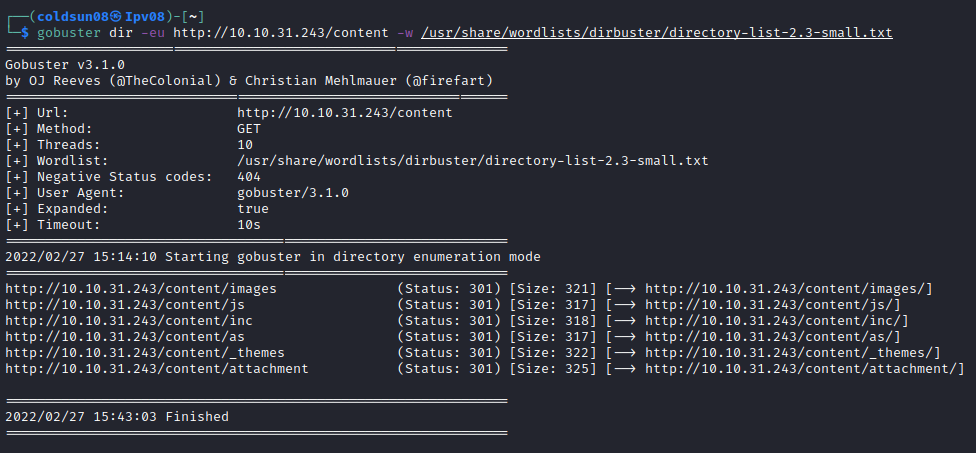 ┌──(coldsun08㉿Ipv08)-[~]
└─$ gobuster dir -eu http://10.10.31.243/content -w /usr/share/wordlists/dirbuster/directory-list-2.3-small.txt
===============================================================
Gobuster v3.1.0
by OJ Reeves (@TheColonial) & Christian Mehlmauer (@firefart)
===============================================================
[+] Url:                     http://10.10.31.243/content
[+] Method:                  GET
[+] Threads:                 10
[+] Wordlist:                /usr/share/wordlists/dirbuster/directory-list-2.3-small.txt
[+] Negative Status codes:   404
[+] User Agent:              gobuster/3.1.0
[+] Expanded:                true
[+] Timeout:                 10s
===============================================================
2022/02/27 15:14:10 Starting gobuster in directory enumeration mode
===============================================================
http://10.10.31.243/content/images               (Status: 301) [Size: 321] [--> http://10.10.31.243/content/images/]
http://10.10.31.243/content/js                   (Status: 301) [Size: 317] [--> http://10.10.31.243/content/js/]
http://10.10.31.243/content/inc                  (Status: 301) [Size: 318] [--> http://10.10.31.243/content/inc/]
http://10.10.31.243/content/as                   (Status: 301) [Size: 317] [--> http://10.10.31.243/content/as/]
http://10.10.31.243/content/_themes              (Status: 301) [Size: 322] [--> http://10.10.31.243/content/_themes/]
http://10.10.31.243/content/attachment           (Status: 301) [Size: 325] [--> http://10.10.31.243/content/attachment/]
===============================================================
2022/02/27 15:43:03 Finished
===============================================================